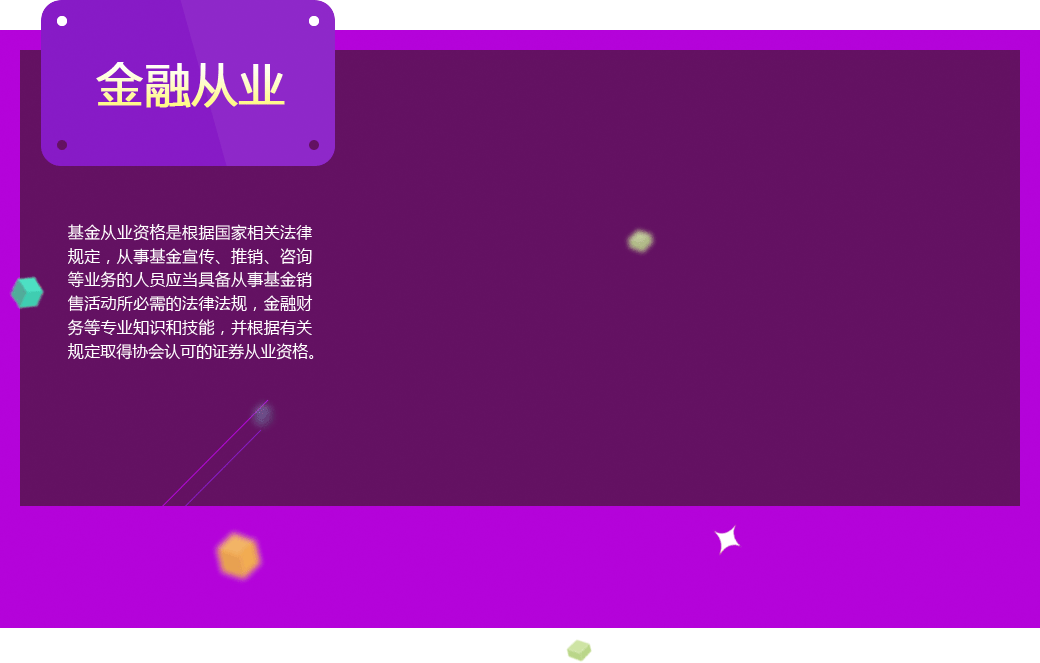 金融从业
基金从业资格是根据国家相关法律
规定，从事基金宣传、推销、咨询
等业务的人员应当具备从事基金销
售活动所必需的法律法规，金融财
务等专业知识和技能，并根据有关
规定取得协会认可的证券从业资格。